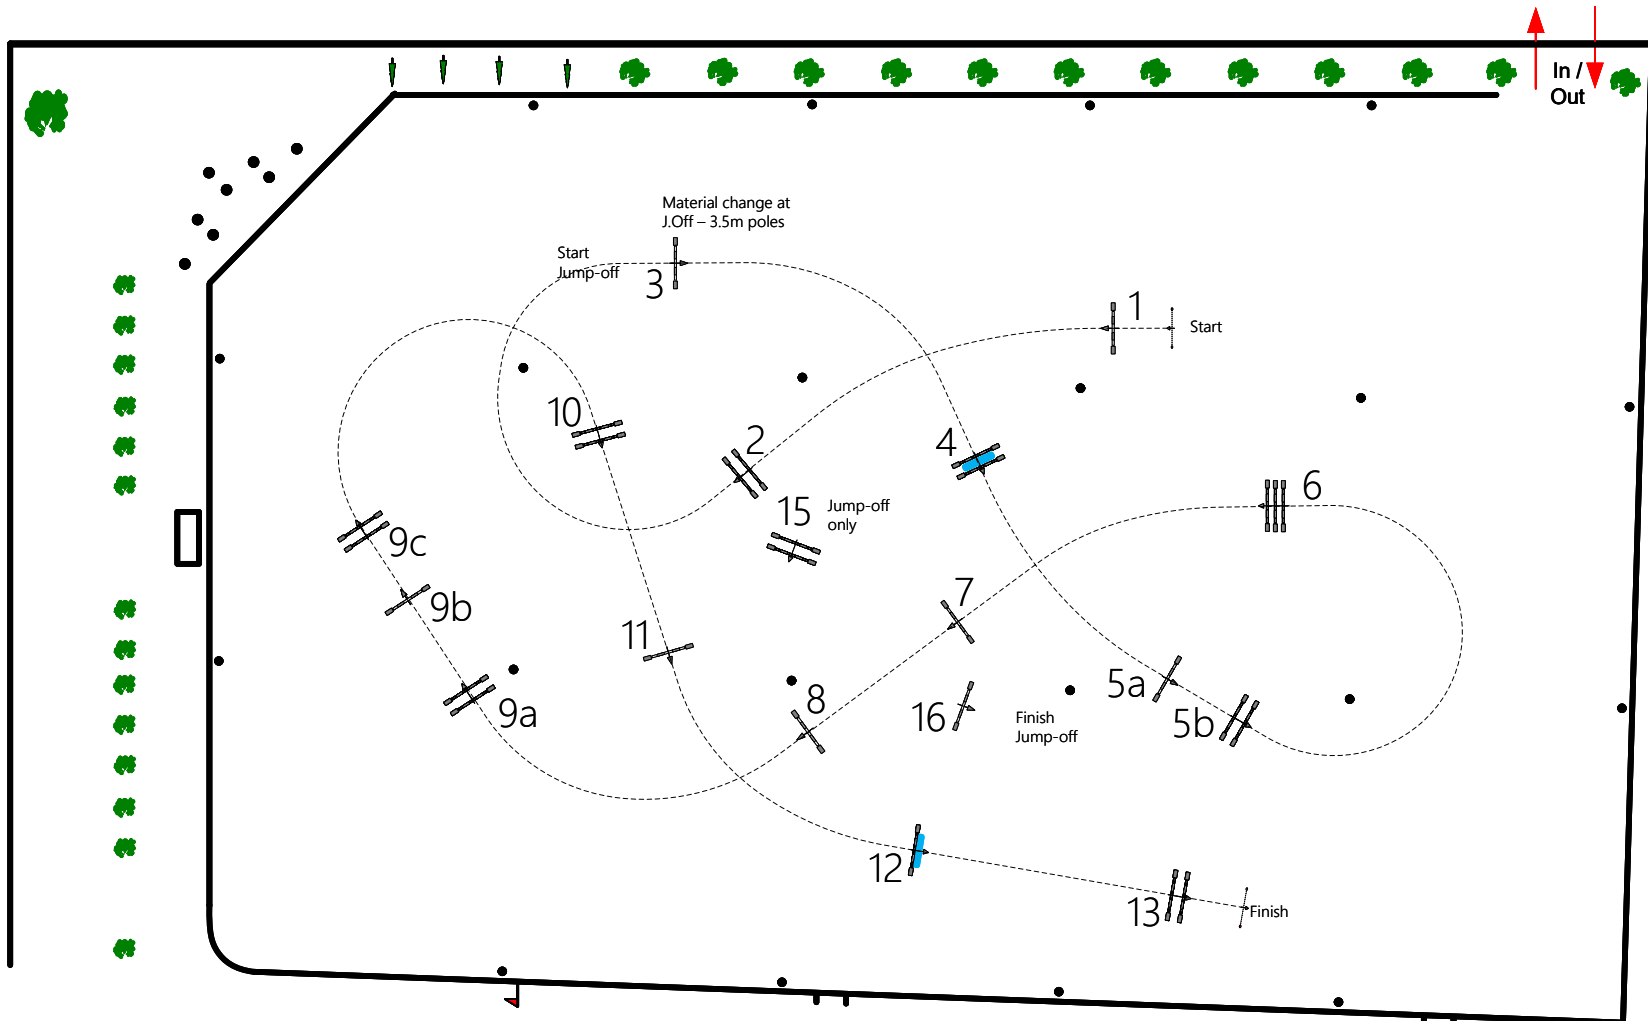 In /
Out
Material change at
J.Off – 3.5m poles
Start
Jump-off
3
1
Start
10
2
4
6
15
Jump-off
only
9c
9b
7
11
5a
9a
8
16
Finish
Jump-off
5b
12
13
Finish